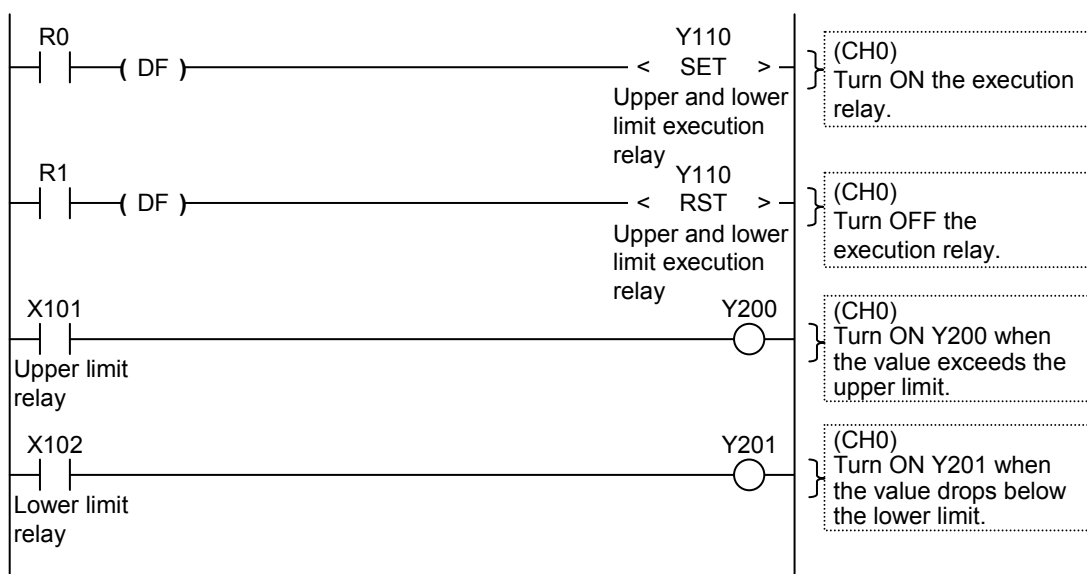 R0
( DF )
Y110
< SET >
Upper and lower
limit execution
relay
(CH0)
Turn ON the execution
relay.
R1
( DF )
Y110
< RST >
Upper and lower
limit execution
relay
(CH0)
Turn OFF the
execution relay.
X101
Upper limit
relay
Y200
(CH0)
Turn ON Y200 when
the value exceeds the
upper limit.
X102
Lower limit
relay
Y201
(CH0)
Turn ON Y201 when
the value drops below
the lower limit.